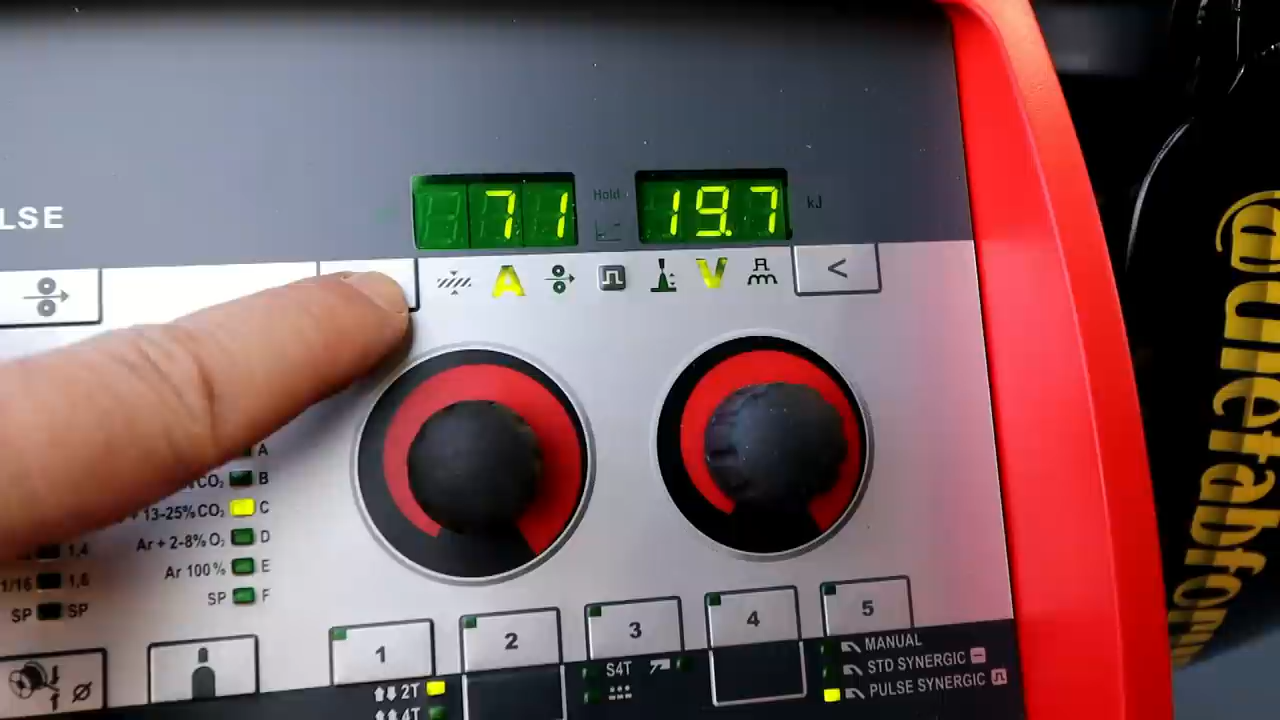 Hold
71
19.7
kJ
LSE
A
V
<
A
CO₂ B
13-25% CO₂ C
1,4
Ar + 2-8% O₂ D
1/16 1,6
Ar 100% E
SP SP
SP F
1
2
3
4
5
MANUAL
S4T
STD SYNERGIC
2T
PULSE SYNERGIC
4T